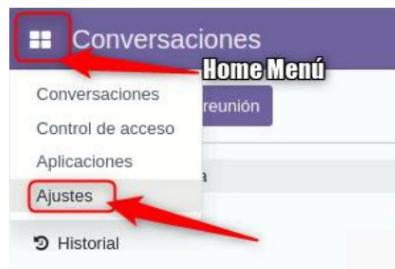 Conversaciones
Home Menú
Conversaciones
reunión
Control de acceso
Aplicaciones
a
Ajustes
Historial